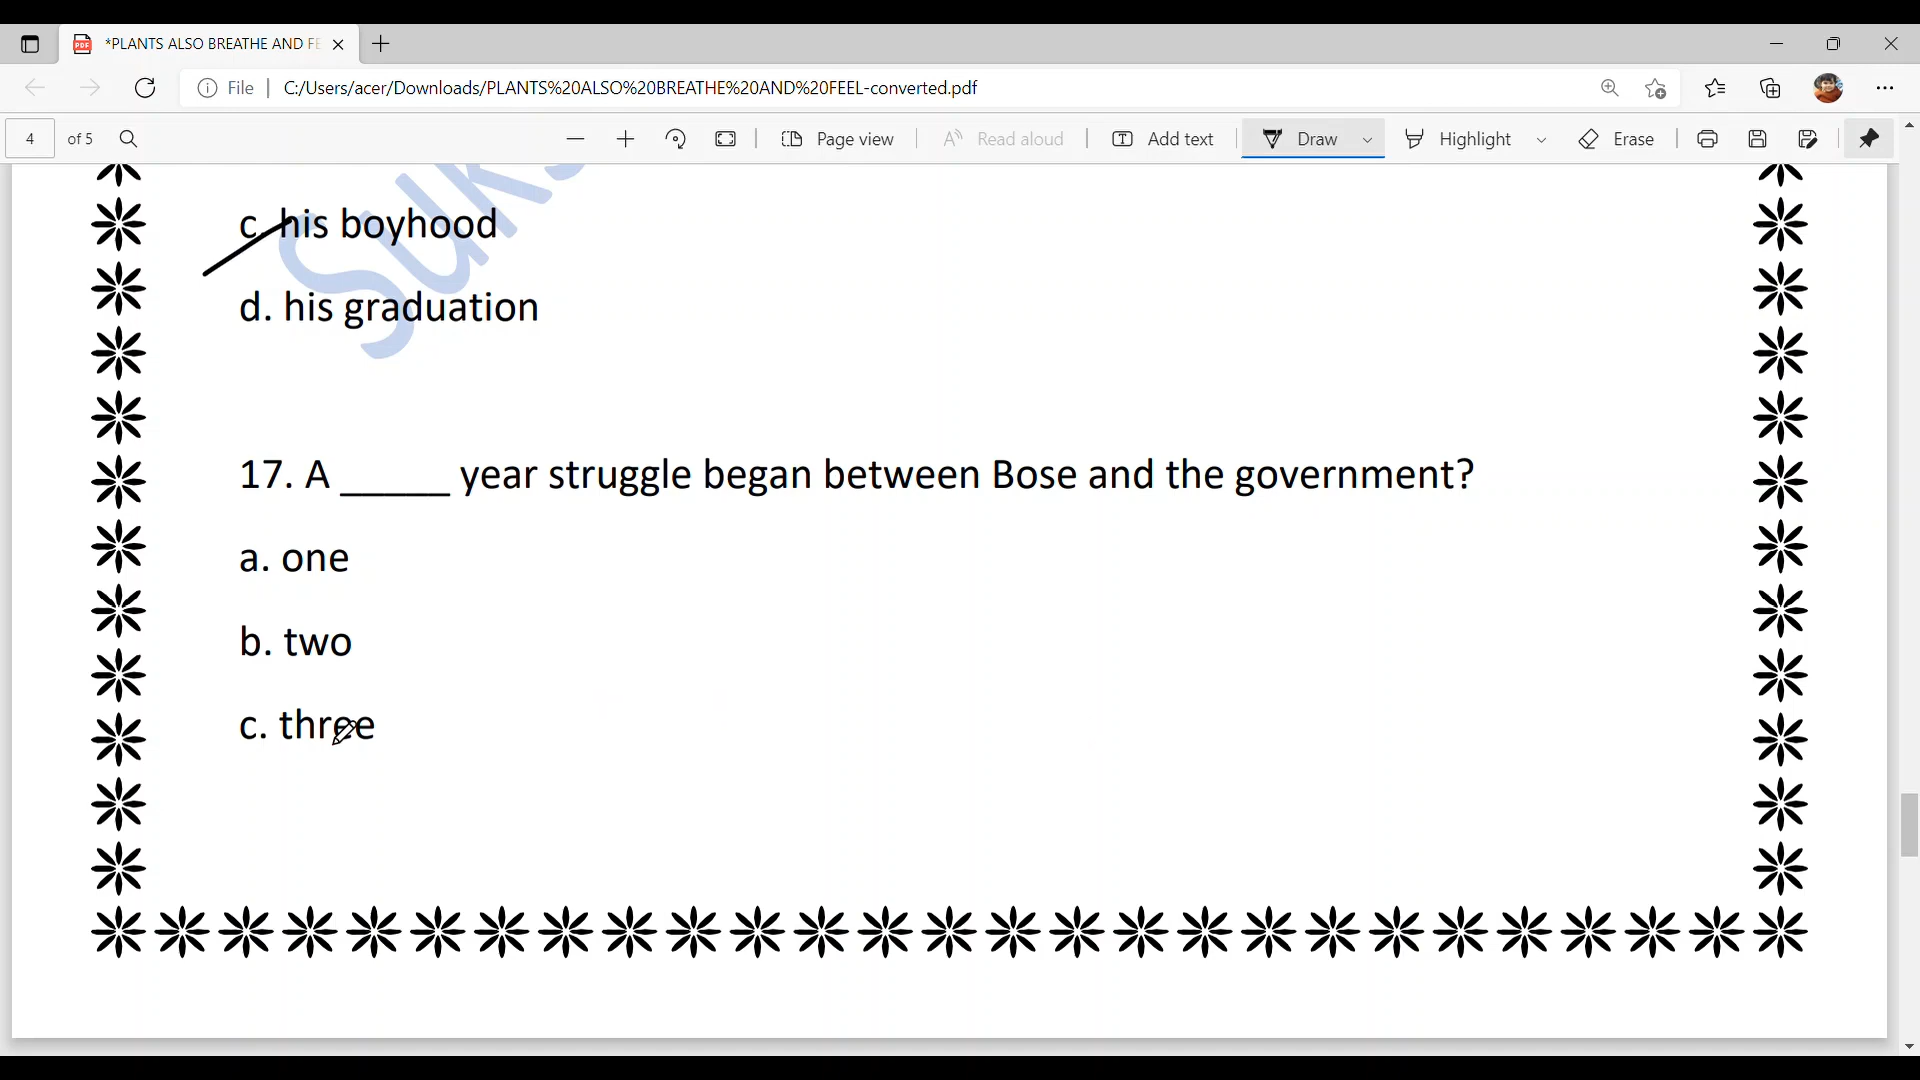 *PLANTS ALSO BREATHE AND FE
File
C:/Users/acer/Downloads/PLANTS%20ALSO%20BREATHE%20AND%20FEEL-converted.pdf
4 of 5
Page view
Read aloud
Add text
Draw
Highlight
Erase
c. his boyhood
d. his graduation
17. A _____ year struggle began between Bose and the government?
a. one
b. two
c. three